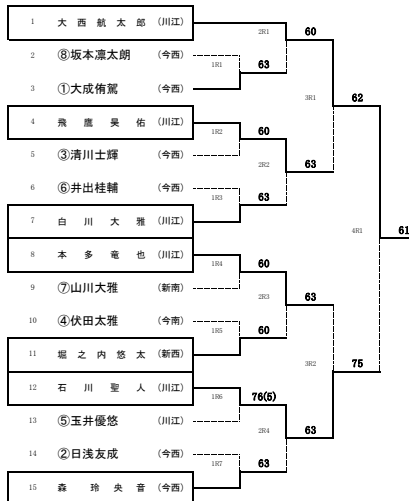 1 大西航太郎 (川江)
2R1 60
2 ⑧坂本凛太朗 (今西)
1R1 63
3 ①大成侑駕 (今西)
3R1 62
4 飛鷹昊佑 (川江)
1R2 60
5 ③清川士輝 (今西)
2R2 63
6 ⑥井出桂輔 (今西)
1R3 63
7 白川大雅 (川江)
4R1 61
8 本多竜也 (川江)
1R4 60
9 ⑦山川大雅 (新南)
2R3 63
10 ④伏田太雅 (今南)
1R5 60
11 堀之内悠太 (新西)
3R2 75
12 石川聖人 (川江)
1R6 76(5)
13 ⑤玉井優悠 (川江)
2R4 63
14 ②日浅友成 (今西)
1R7 63
15 森玲央音 (今西)